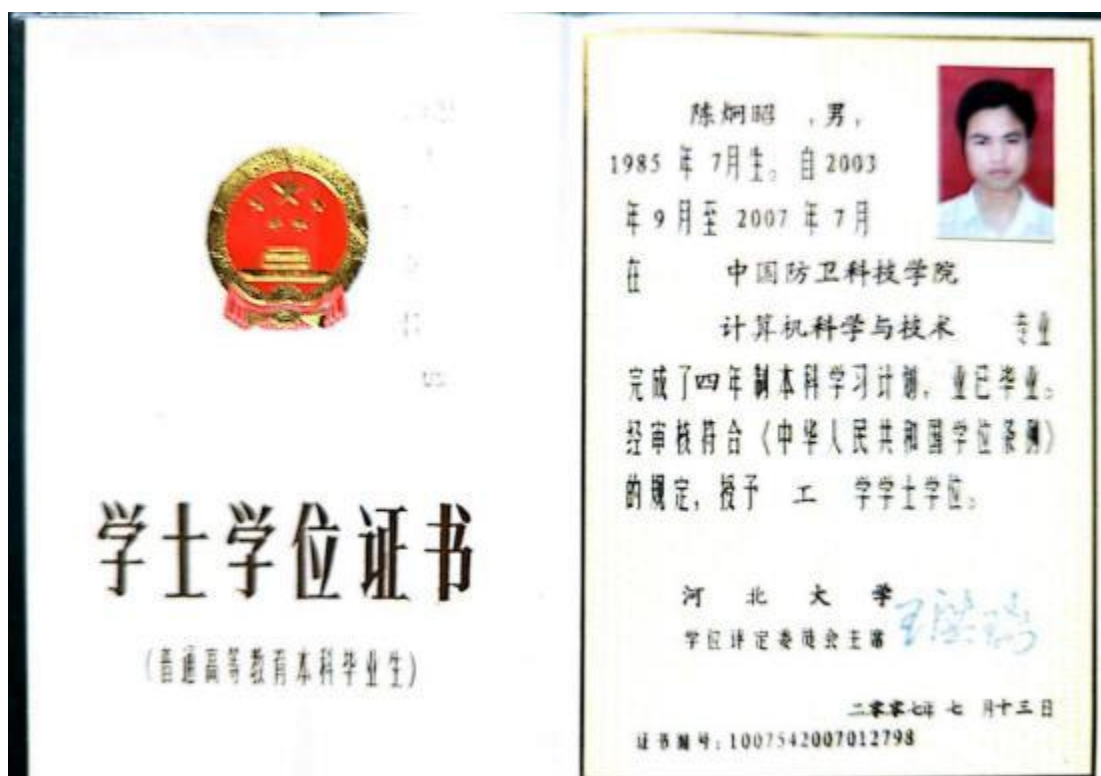 学士学位证书
(普通高等教育本科毕业生)
陈炯昭 ,男,
1985 年 7月生。自 2003
年 9 月至 2007 年 7月
在 中国防卫科技学院
计算机科学与技术 专业
完成了四年制本科学习计划,业已毕业。
经审核符合《中华人民共和国学位条例》
的规定,授予 工 学学士学位。
河北大学
学位评定委员会主席
二零零七年 七 月十三日
证书编号:1007542007012798